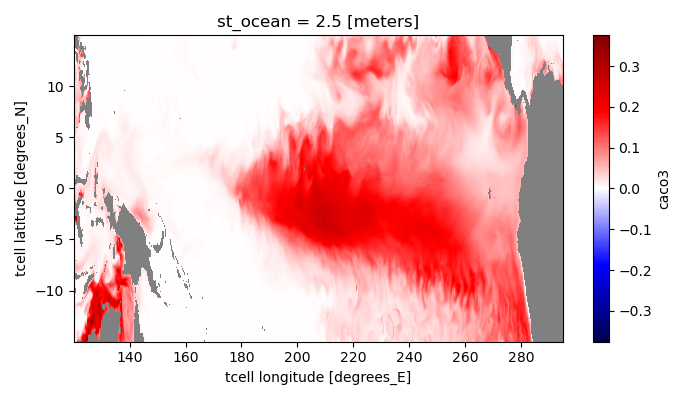 st_ocean = 2.5 [meters]
10
5
0
−5
−10
tcell latitude [degrees_N]
140 160 180 200 220 240 260 280
tcell longitude [degrees_E]
0.3
0.2
0.1
0.0
−0.1
−0.2
−0.3
caco3